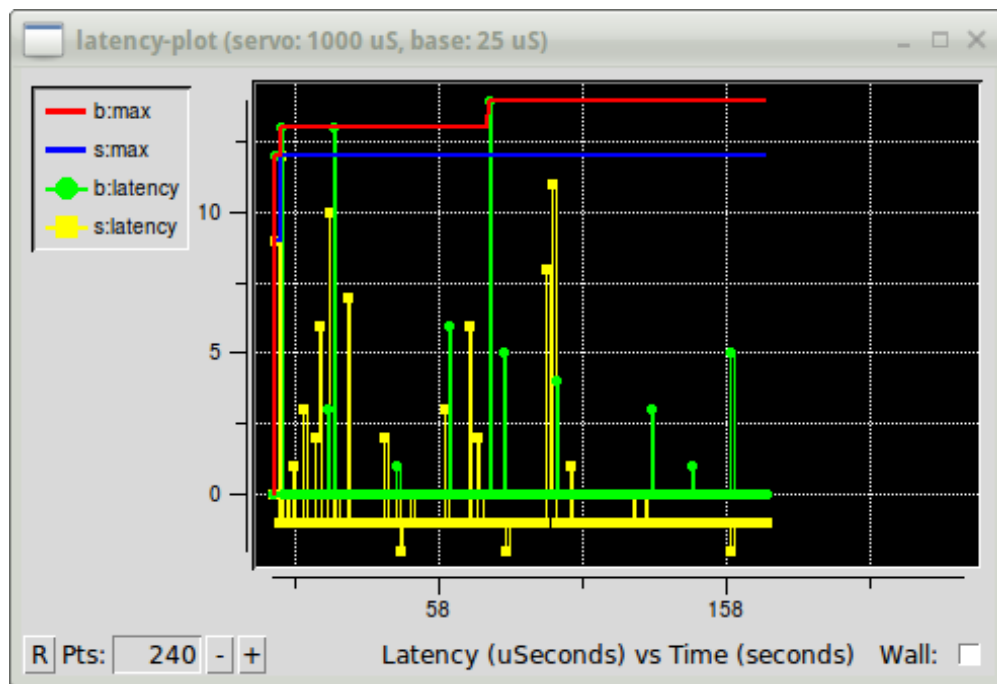 latency-plot (servo: 1000 uS, base: 25 uS)
b:max
s:max
b:latency
s:latency
10
5
0
58 158
R Pts: 240 - + Latency (uSeconds) vs Time (seconds) Wall: